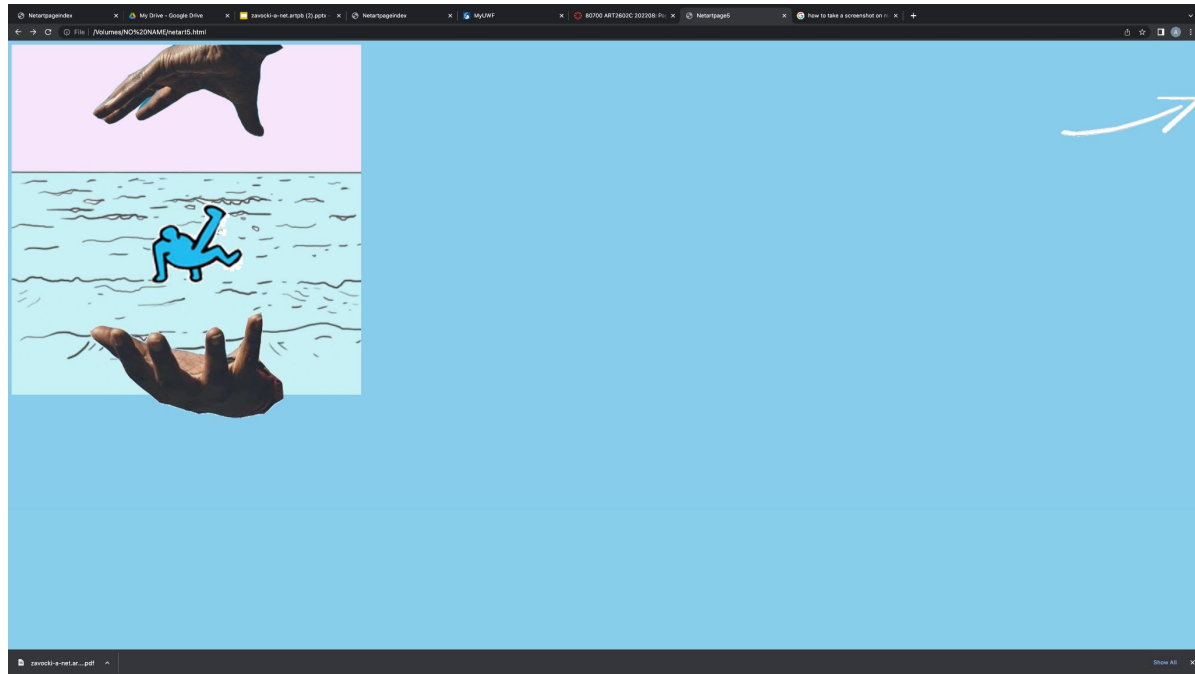 Netartpageindex
My Drive - Google Drive
zavocki-a-net.artpb (2).pptx -
Netartpageindex
MyUWF
80700 ART2602C 202208: Po
Netartpage5
how to take a screenshot on
File | /Volumes/NO%20NAME/netart5.html
zavocki-a-net.ar....pdf
Show All